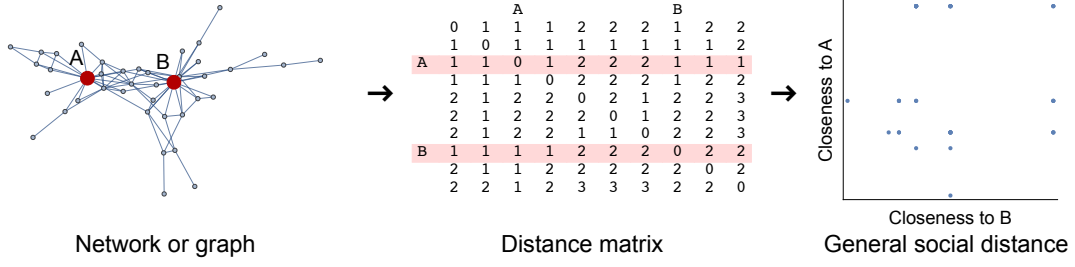 A B
A
B
A B
0 1 1 1 2 2 2 1 2 2
1 0 1 1 1 1 1 1 1 2
A 1 1 0 1 2 2 2 1 1 1
1 1 1 0 2 2 2 1 2 2
2 1 2 2 0 2 1 2 2 3
2 1 2 2 2 0 1 2 2 3
2 1 2 2 1 1 0 2 2 3
B 1 1 1 1 2 2 2 0 2 2
2 1 1 2 2 2 2 2 0 2
2 2 1 2 3 3 3 2 2 0
Closeness to A
Closeness to B
Network or graph
Distance matrix
General social distance